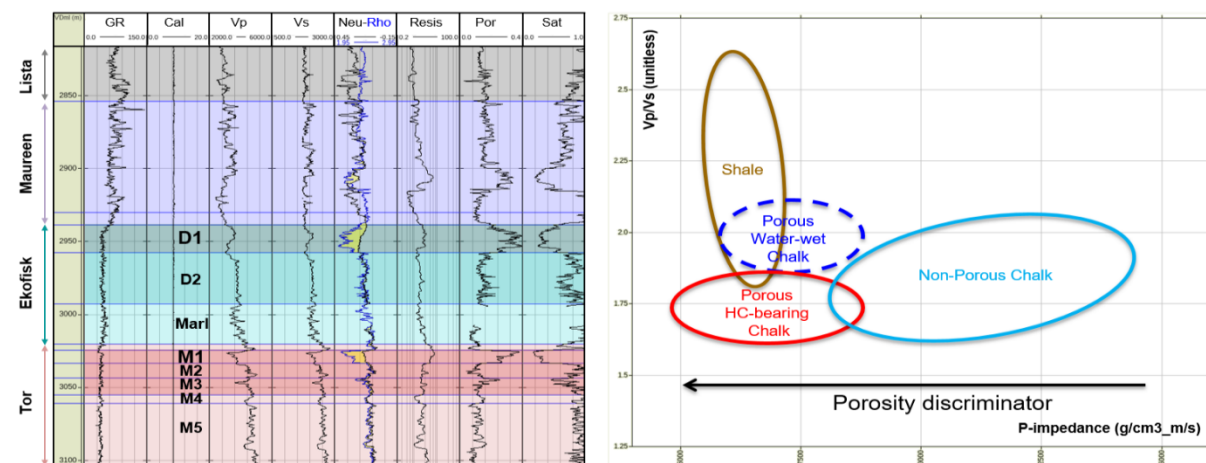 VDml (m) GR Cal Vp Vs Neu-Rho Resis Por Sat
0.0 150.0 0.0 20.0 2000.0 6000.0 500.0 3000.0 0.45 -0.15 0.2 100.0 0.0 0.4 0.0 1.0
1.95 2.95
Lista
2850
Maureen
2900
Ekofisk
D1
2950
D2
3000
Marl
Tor
M1
M2
M3
3050
M4
M5
3100
2.75
2.5
2.25
2.0
1.75
1.5
1.25
Vp/Vs (unitless)
Shale
Porous
Water-wet
Chalk
Non-Porous Chalk
Porous
HC-bearing
Chalk
Porosity discriminator
P-impedance (g/cm3_m/s)